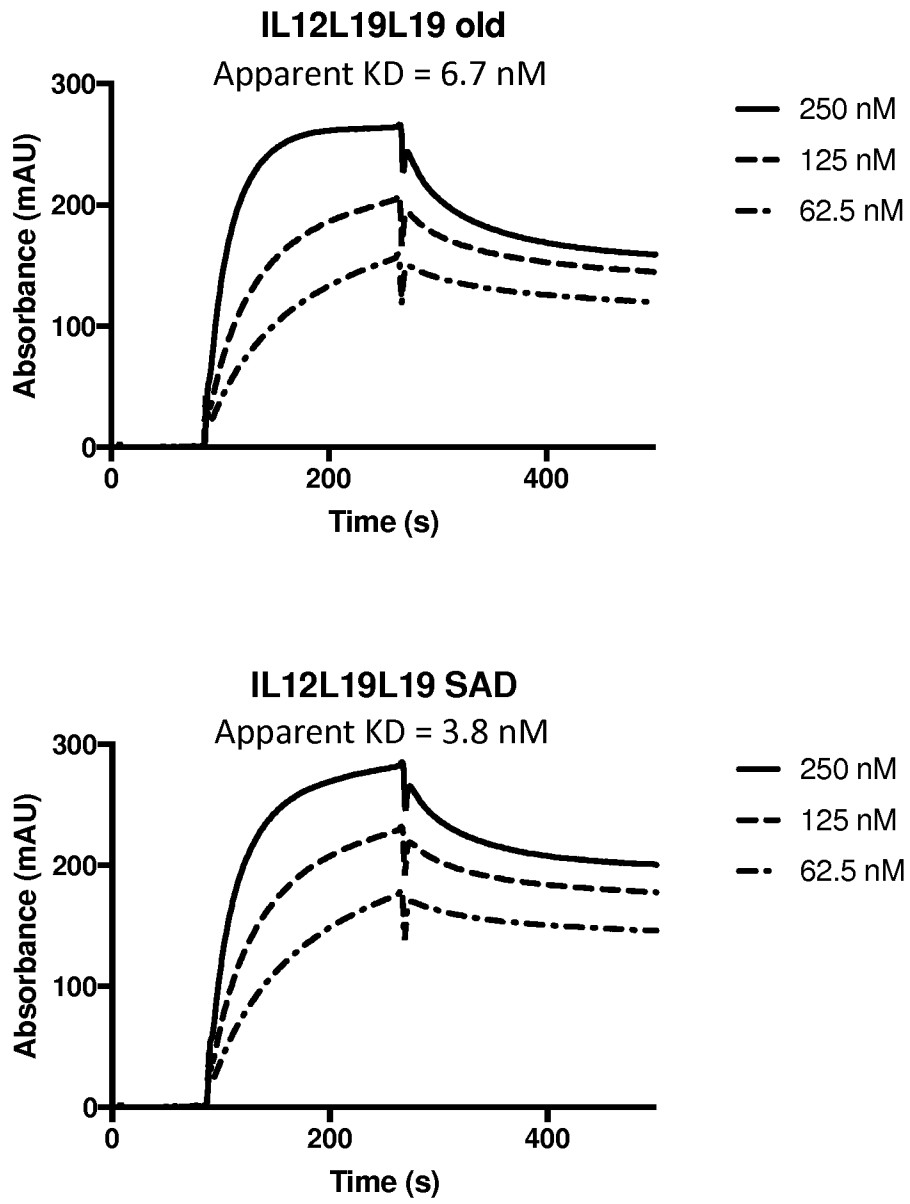 IL12L19L19 old
Apparent KD = 6.7 nM
300
200
100
0
Absorbance (mAU)
0 200 400
Time (s)
250 nM
125 nM
62.5 nM
IL12L19L19 SAD
Apparent KD = 3.8 nM
300
200
100
0
Absorbance (mAU)
0 200 400
Time (s)
250 nM
125 nM
62.5 nM